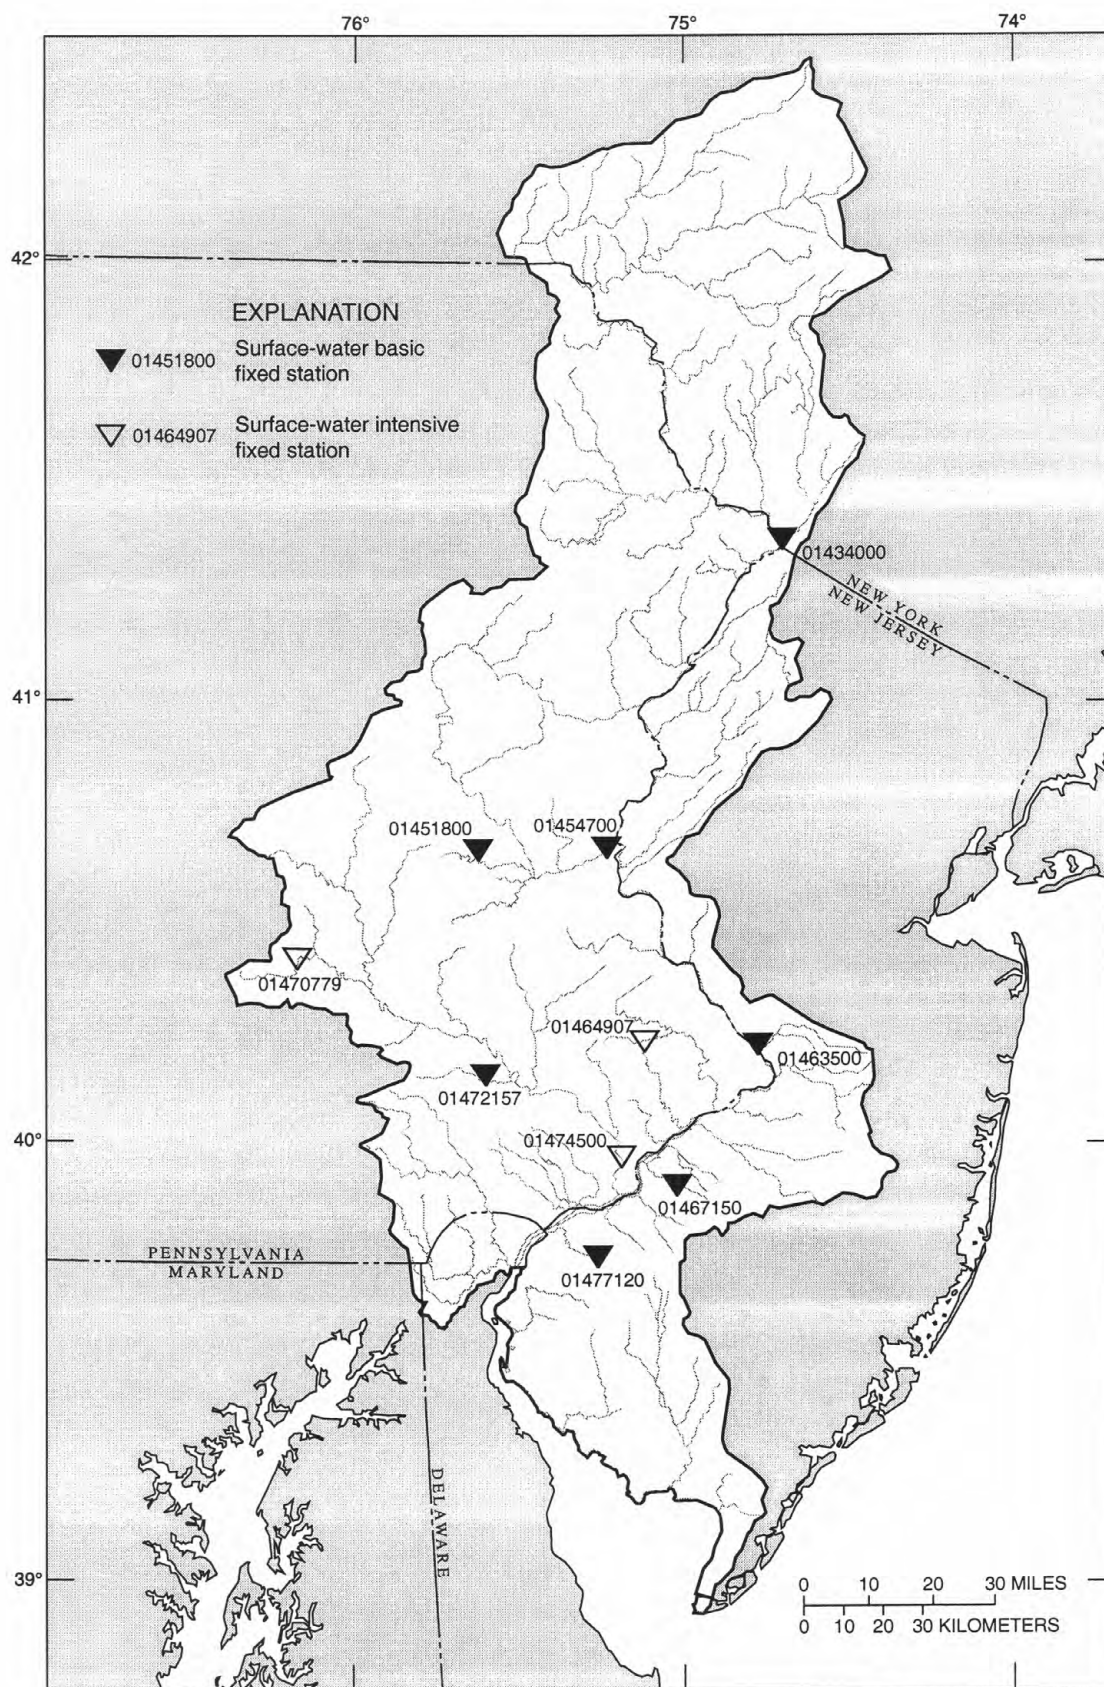 76°
75°
74°
42°
EXPLANATION
01451800
Surface-water basic
fixed station
01464907
Surface-water intensive
fixed station
01434000
NEW YORK
NEW JERSEY
41°
01451800
01454700
01470779
01464907
01463500
01472157
40°
01474500
01467150
PENNSYLVANIA
MARYLAND
01477120
DELAWARE
39°
0 10 20 30 MILES
0 10 20 30 KILOMETERS